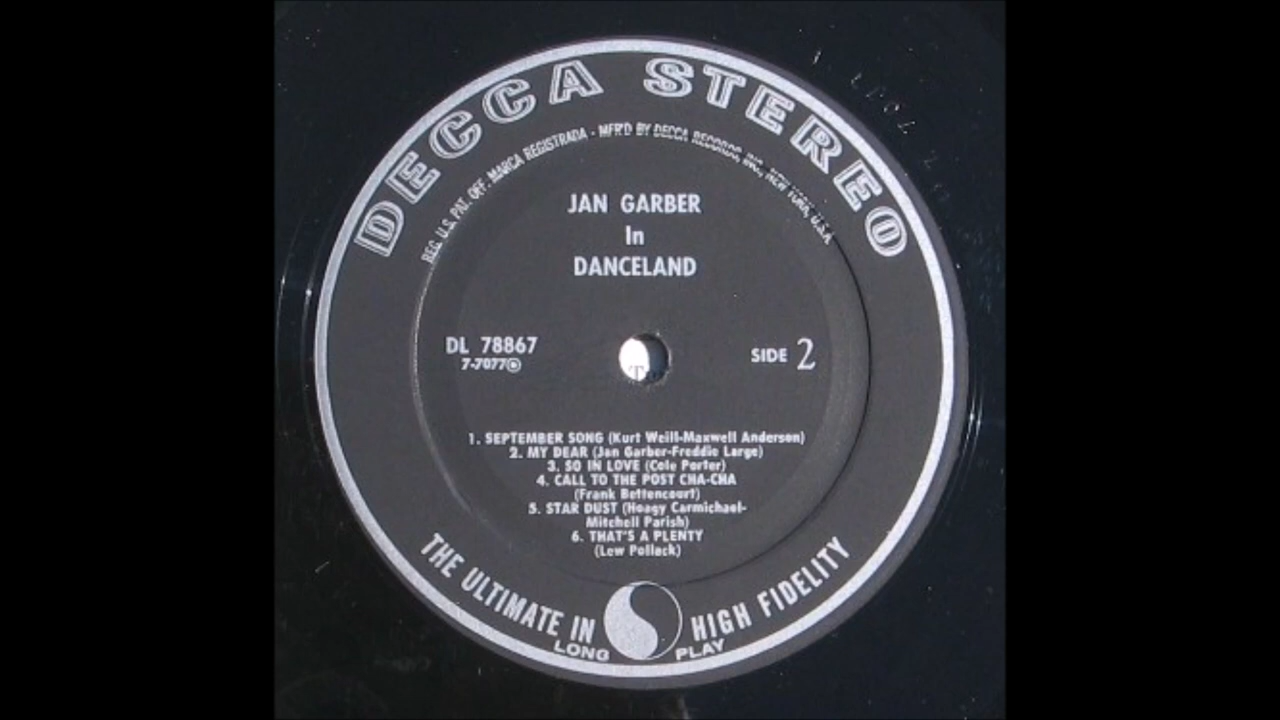 DECCA STEREO
REG. U.S. PAT. OFF. MARCA REGISTRADA - MFR'D BY DECCA RECORDS, INC., NEW YORK, U.S.A.
JAN GARBER
In
DANCELAND
DL 78867
7-7077
SIDE 2
1. SEPTEMBER SONG (Kurt Weill-Maxwell Anderson)
2. MY DEAR (Jan Garber-Freddie Large)
3. SO IN LOVE (Cole Porter)
4. CALL TO THE POST CHA-CHA
(Frank Bettencourt)
5. STAR DUST (Hoagy Carmichael-
Mitchell Parish)
6. THAT'S A PLENTY
(Lew Pollack)
THE ULTIMATE IN HIGH FIDELITY
LONG PLAY